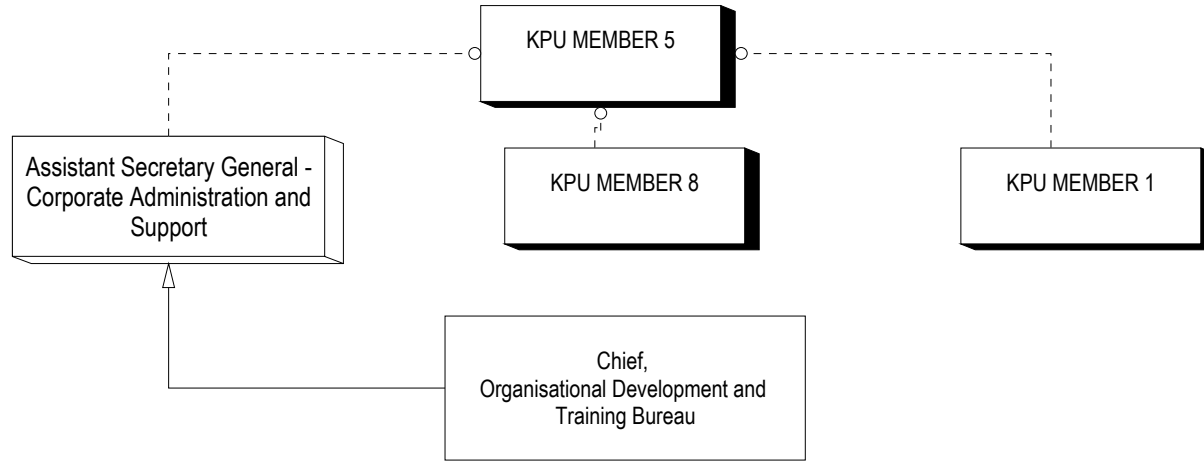 KPU MEMBER 5
Assistant Secretary General -
Corporate Administration and
Support
KPU MEMBER 8
KPU MEMBER 1
Chief,
Organisational Development and
Training Bureau